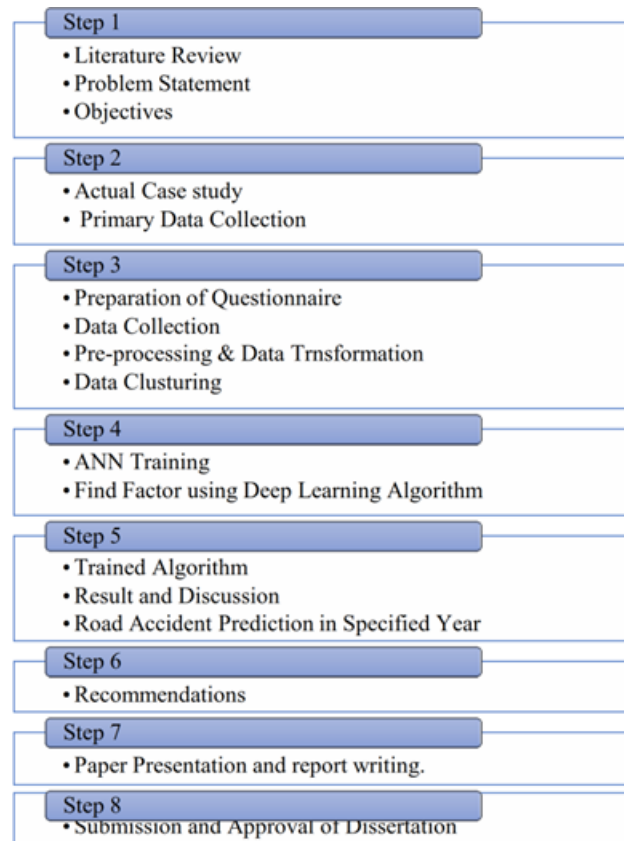 Step 1
• Literature Review
• Problem Statement
• Objectives
Step 2
• Actual Case study
• Primary Data Collection
Step 3
• Preparation of Questionnaire
• Data Collection
• Pre-processing & Data Trnsformation
• Data Clusturing
Step 4
• ANN Training
• Find Factor using Deep Learning Algorithm
Step 5
• Trained Algorithm
• Result and Discussion
• Road Accident Prediction in Specified Year
Step 6
• Recommendations
Step 7
• Paper Presentation and report writing.
Step 8
• Submission and Approval of Dissertation